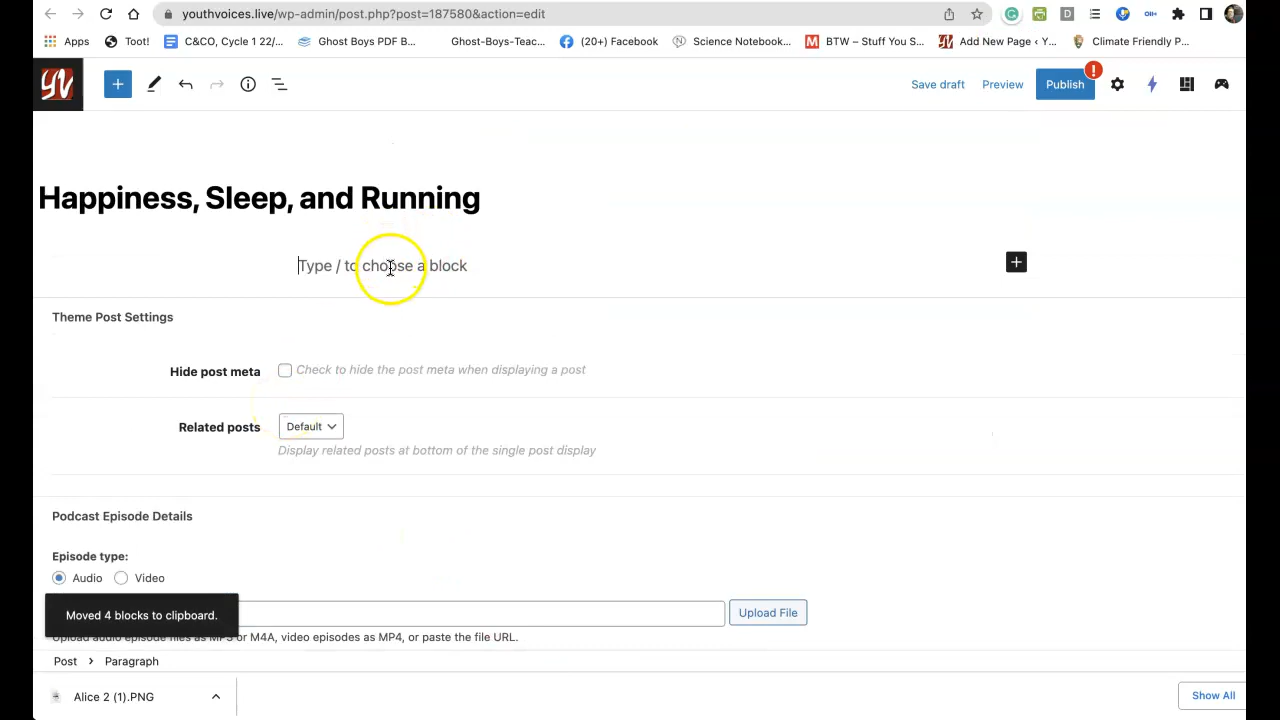 youthvoices.live/wp-admin/post.php?post=187580&action=edit
Apps Toot! C&CO, Cycle 1 22/... Ghost Boys PDF B... Ghost-Boys-Teac... (20+) Facebook Science Notebook... BTW – Stuff You S... Add New Page ‹ Y... Climate Friendly P...
YV Save draft Preview Publish !
Happiness, Sleep, and Running
Type / to choose a block
Theme Post Settings
Hide post meta Check to hide the post meta when displaying a post
Related posts Default
Display related posts at bottom of the single post display
Podcast Episode Details
Episode type:
Audio Video
Moved 4 blocks to clipboard. Upload File
Upload audio episode files as MP3 or M4A, video episodes as MP4, or paste the file URL.
Post > Paragraph
Alice 2 (1).PNG Show All